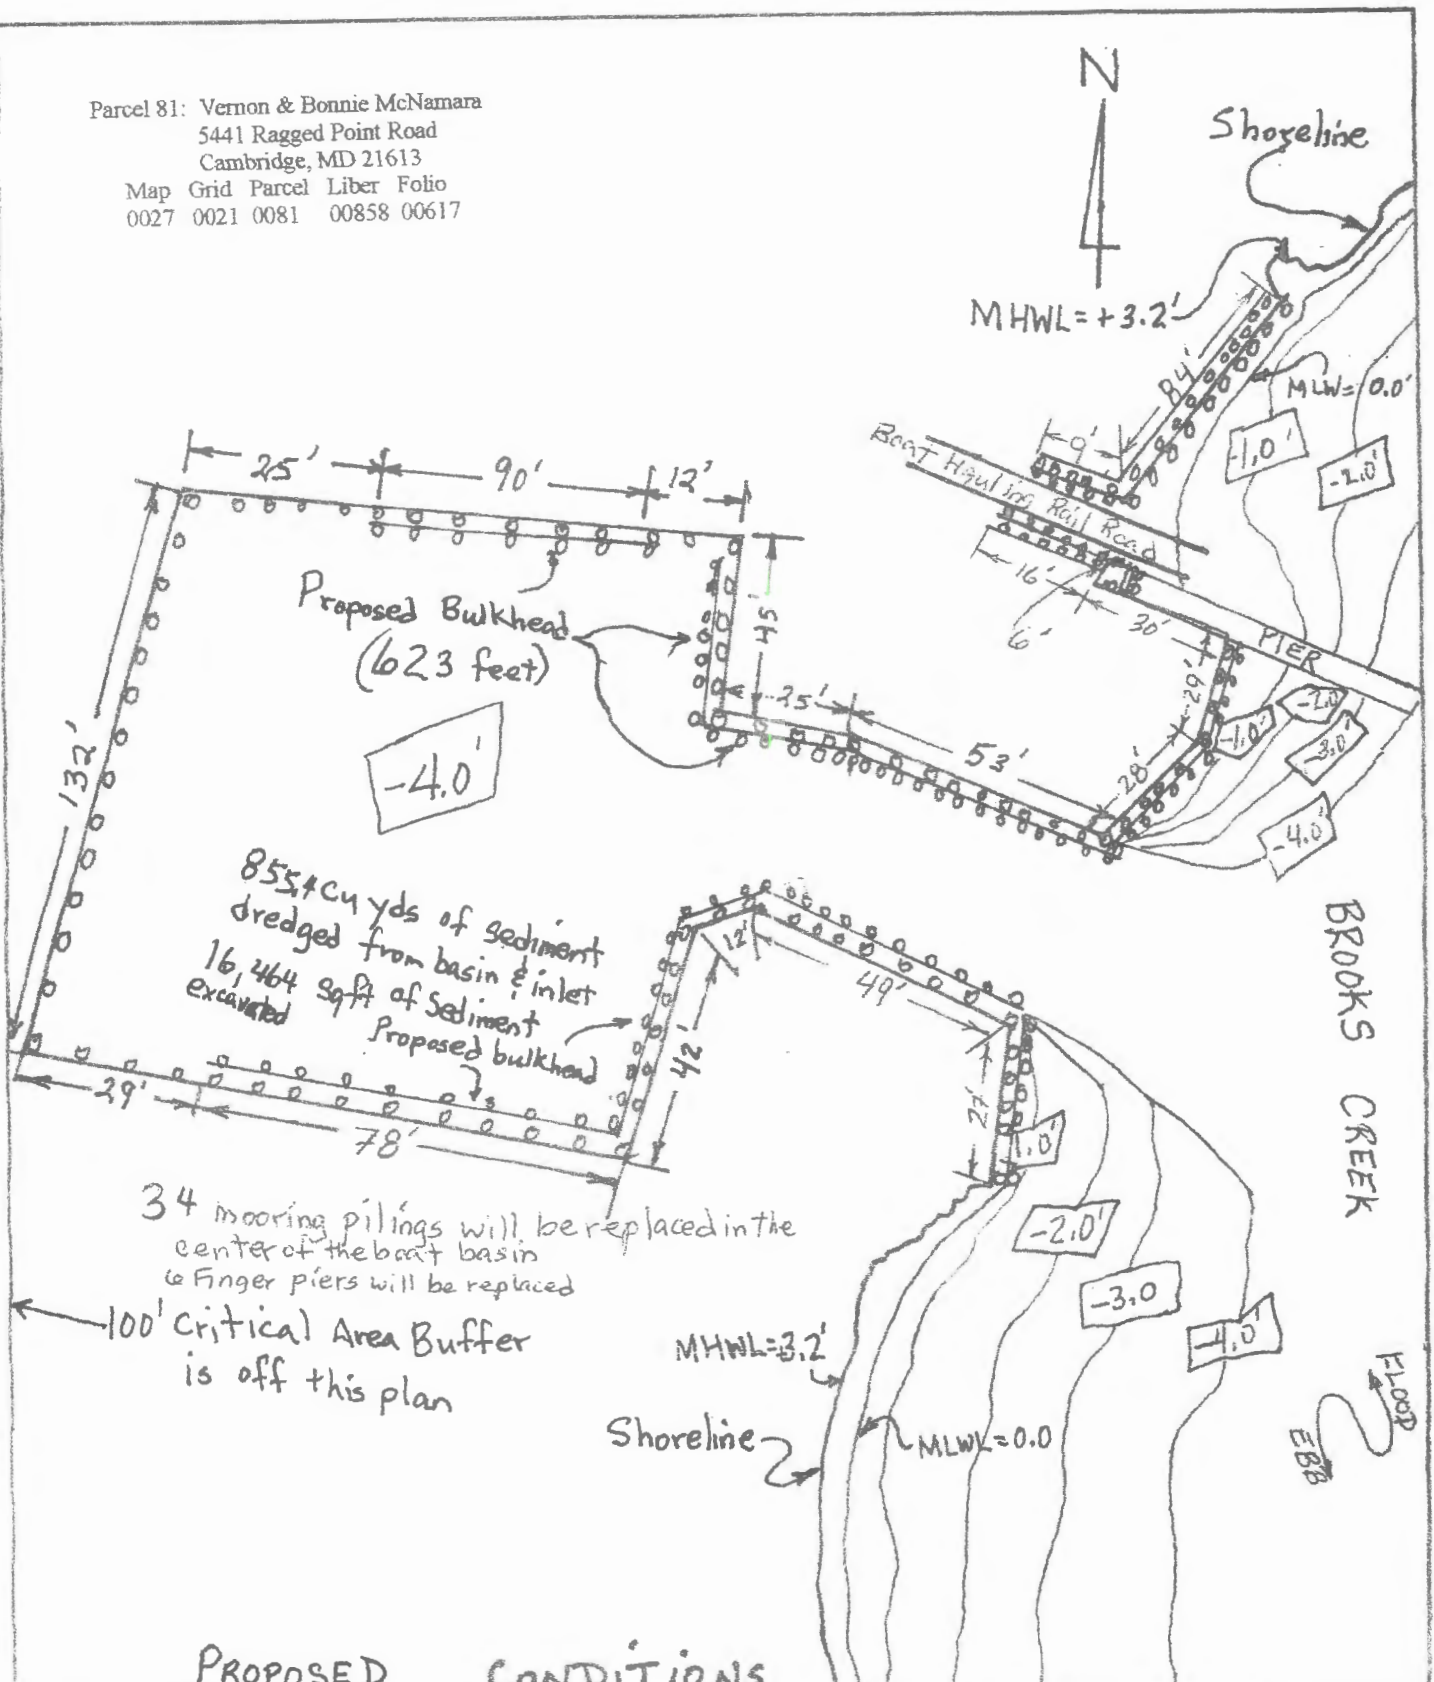 Parcel 81: Vernon & Bonnie McNamara
5441 Ragged Point Road
Cambridge, MD 21613
Map Grid Parcel Liber Folio
0027 0021 0081 00858 00617
N
Shoreline
MHWL=+3.2'
84'
MLW=0.0'
-1.0'
-2.0'
9'
Boat Hauling Rail Road
16'
6'
30'
PIER
29'
28'
-1.0'
-2.0'
-3.0'
-4.0'
25'
90'
12'
45'
Proposed Bulkhead
(623 feet)
25'
53'
132'
-4.0'
855.4 Cu yds of sediment
dredged from basin & inlet
16,464 Sqft of Sediment
excavated
Proposed bulkhead
12'
49'
42'
27'
29'
78'
BROOKS CREEK
1.0'
-2.0'
-3.0
-4.0'
34 mooring pilings will be replaced in the
center of the boat basin
6 Finger piers will be replaced
100' Critical Area Buffer
is off this plan
MHWL=3.2'
Shoreline
MLWL=0.0
FLOOD
EBB
PROPOSED CONDITIONS